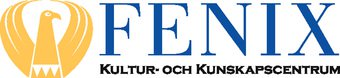 FENIX
KULTUR- OCH KUNSKAPSCENTRUM